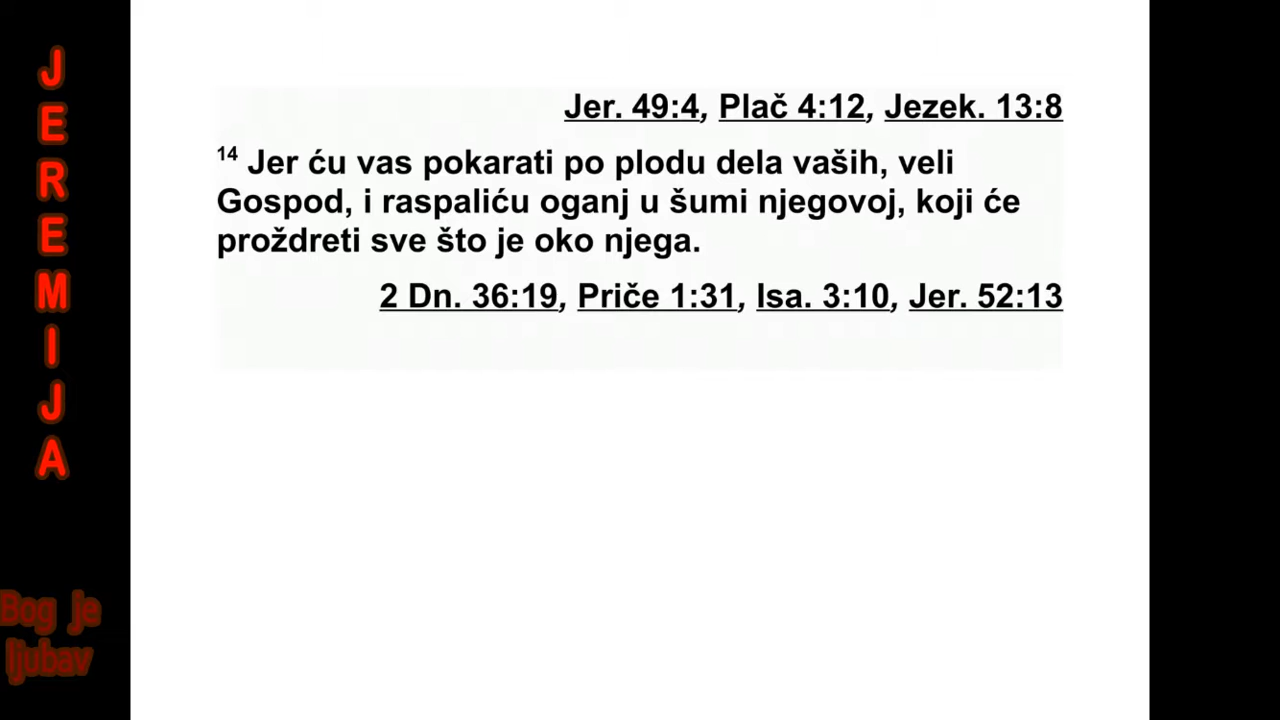 JEREMIJA
Bog je
ljubav
Jer. 49:4, Plač 4:12, Jezek. 13:8
14 Jer ću vas pokarati po plodu dela vaših, veli
Gospod, i raspaliću oganj u šumi njegovoj, koji će
proždreti sve što je oko njega.
2 Dn. 36:19, Priče 1:31, Isa. 3:10, Jer. 52:13